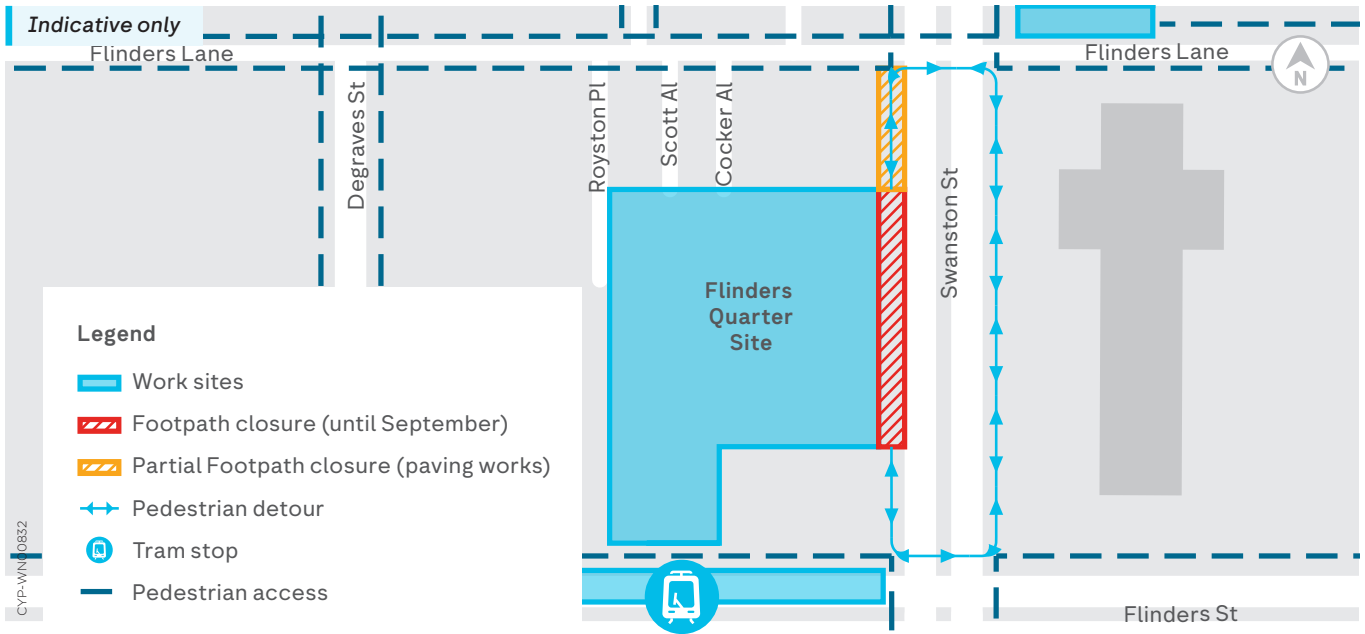 Indicative only
Flinders Lane
Flinders Lane
N
Degraves St
Royston Pl
Scott Al
Cocker Al
Swanston St
Flinders
Quarter
Site
Legend
Work sites
Footpath closure (until September)
Partial Footpath closure (paving works)
Pedestrian detour
Tram stop
Pedestrian access
CYP-WN00832
Flinders St